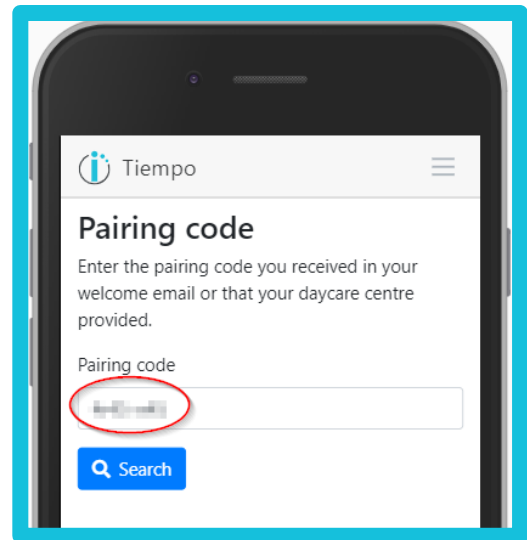 Tiempo
Pairing code
Enter the pairing code you received in your
welcome email or that your daycare centre
provided.
Pairing code
Search